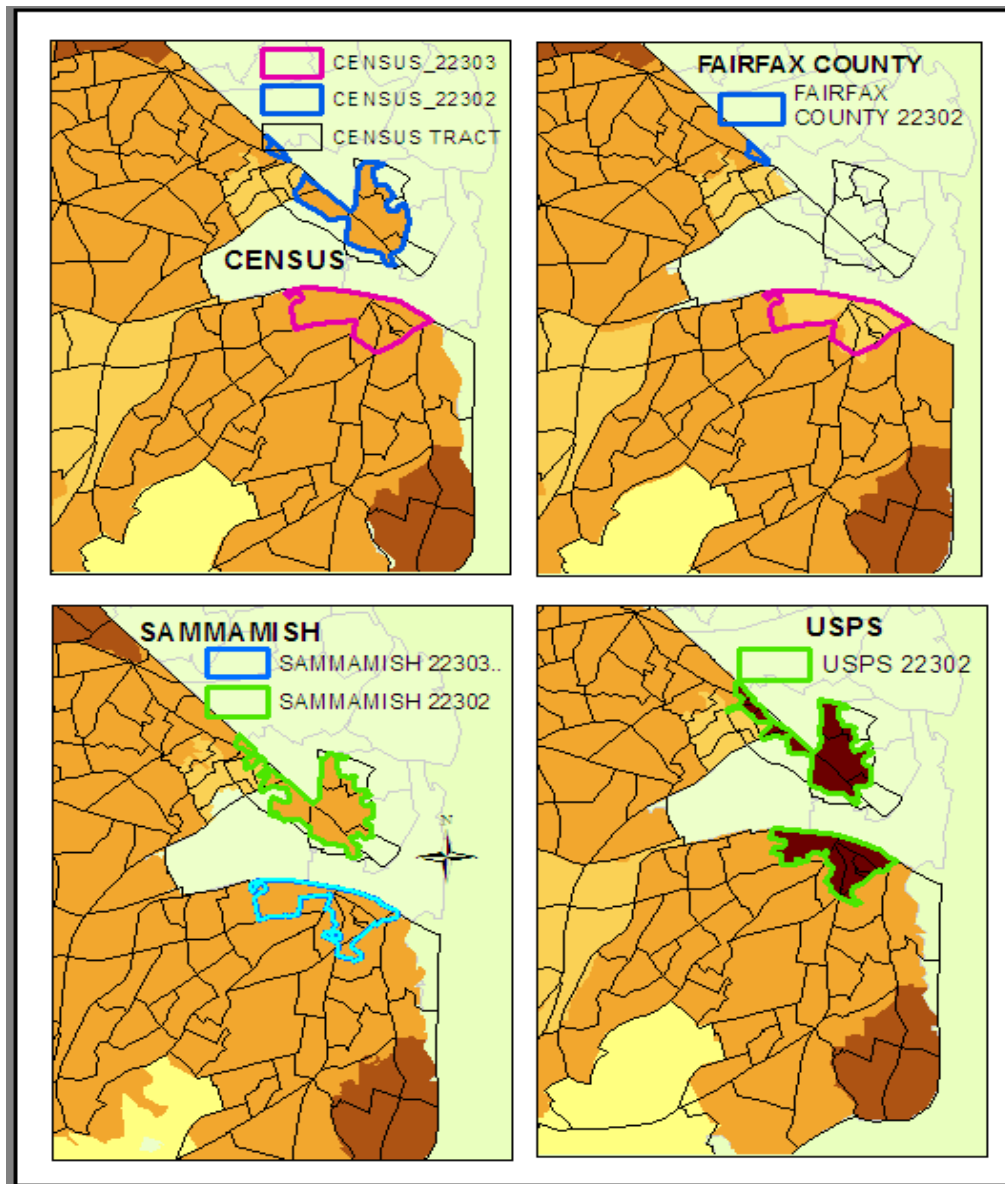 CENSUS_22303
CENSUS_22302
CENSUS TRACT
CENSUS
FAIRFAX COUNTY
FAIRFAX
COUNTY 22302
SAMMAMISH
SAMMAMISH 22303..
SAMMAMISH 22302
N
USPS
USPS 22302